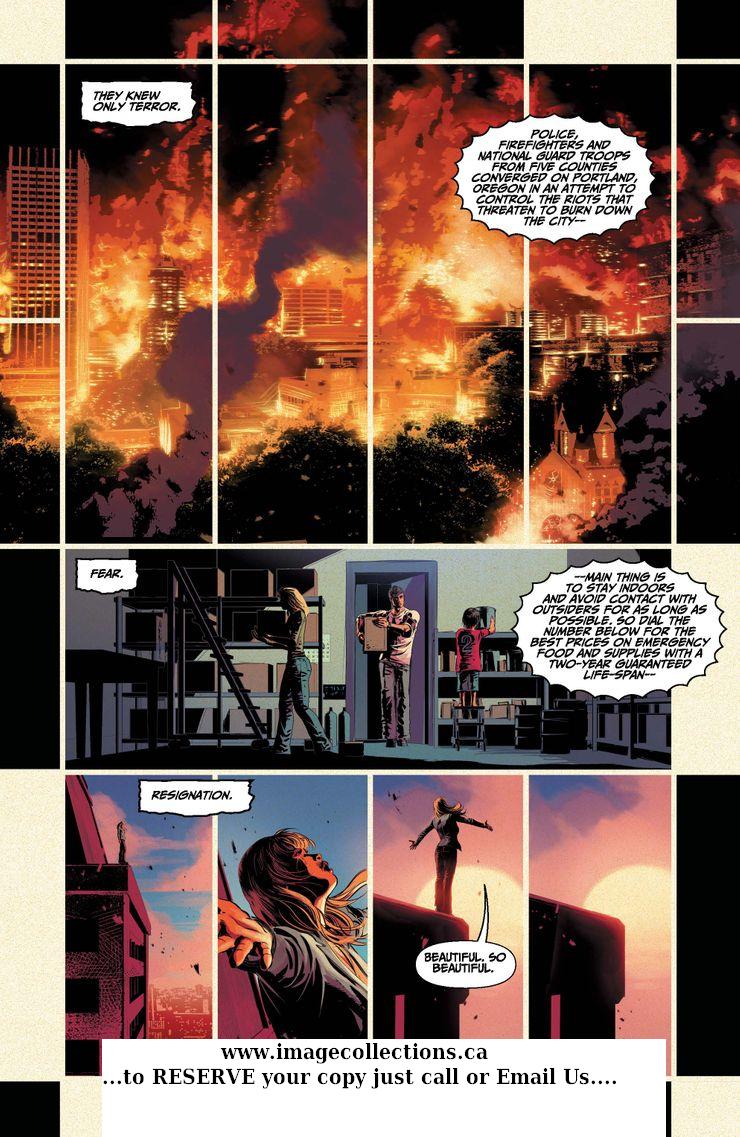 THEY KNEW
ONLY TERROR.
POLICE,
FIREFIGHTERS AND
NATIONAL GUARD TROOPS
FROM FIVE COUNTIES
CONVERGED ON PORTLAND,
OREGON IN AN ATTEMPT TO
CONTROL THE RIOTS THAT
THREATEN TO BURN DOWN
THE CITY--
FEAR.
2
--MAIN THING IS
TO STAY INDOORS
AND AVOID CONTACT WITH
OUTSIDERS FOR AS LONG AS
POSSIBLE. SO DIAL THE
NUMBER BELOW FOR THE
BEST PRICES ON EMERGENCY
FOOD AND SUPPLIES WITH A
TWO-YEAR GUARANTEED
LIFE-SPAN--
RESIGNATION.
BEAUTIFUL. SO
BEAUTIFUL.
www.imagecollections.ca
...to RESERVE your copy just call or Email Us....